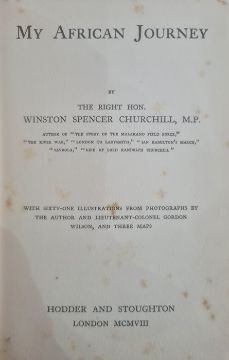 MY AFRICAN JOURNEY
BY
THE RIGHT HON.
WINSTON SPENCER CHURCHILL, M.P.
AUTHOR OF "THE STORY OF THE MALAKAND FIELD FORCE,"
"THE RIVER WAR," "LONDON TO LADYSMITH," "IAN HAMILTON'S MARCH,"
"SAVROLA," "LIFE OF LORD RANDOLPH CHURCHILL"
WITH SIXTY-ONE ILLUSTRATIONS FROM PHOTOGRAPHS BY
THE AUTHOR AND LIEUTENANT-COLONEL GORDON
WILSON, AND THREE MAPS
HODDER AND STOUGHTON
LONDON MCMVIII